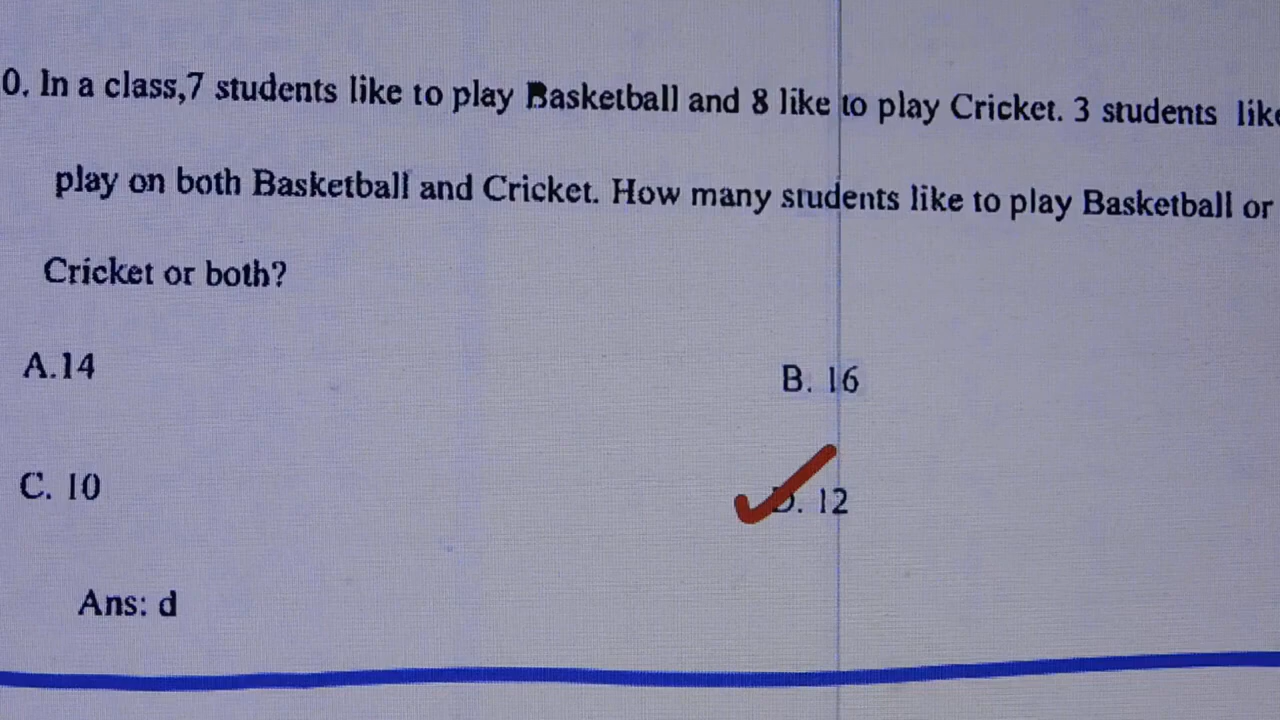 0. In a class,7 students like to play Basketball and 8 like to play Cricket. 3 students like
play on both Basketball and Cricket. How many students like to play Basketball or
Cricket or both?
A.14
B. 16
C. 10
D. 12
Ans: d